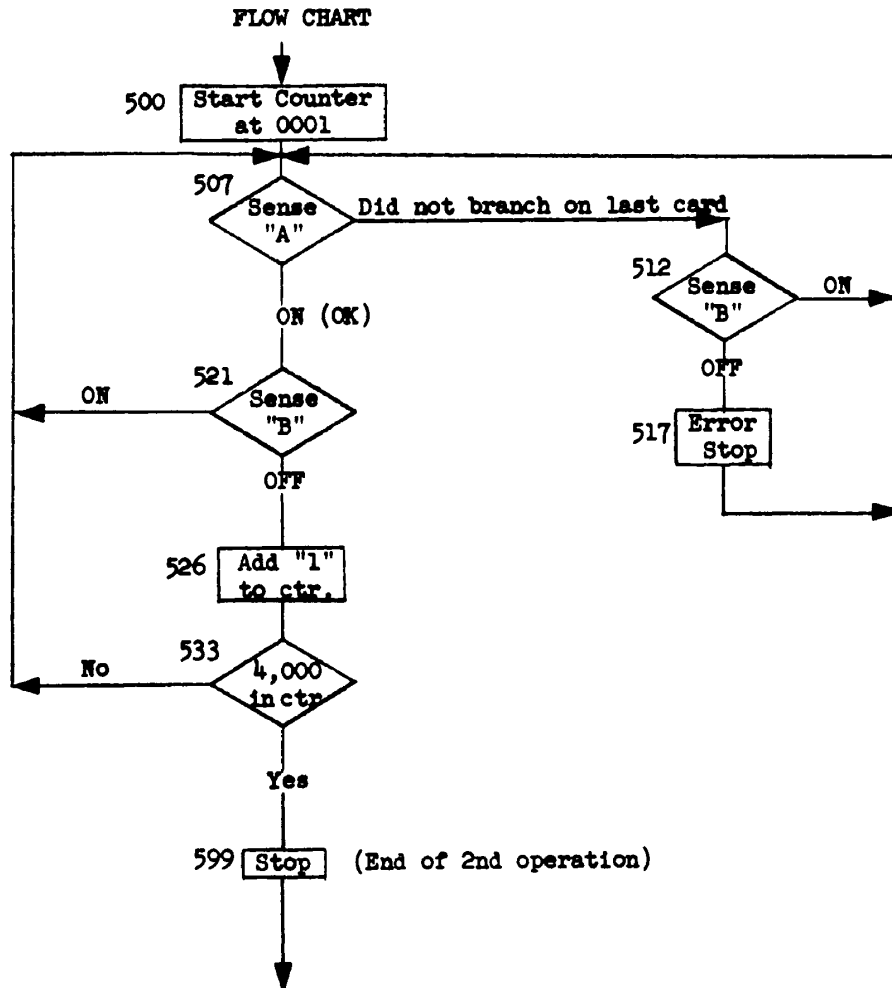 FLOW CHART
500 Start Counter
at 0001
507
Sense
"A"
Did not branch on last card
512
Sense
"B"
ON
ON (OK)
OFF
521
Sense
"B"
ON
517 Error
Stop
OFF
526 Add "1"
to ctr.
533
4,000
in ctr
No
Yes
599 Stop (End of 2nd operation)